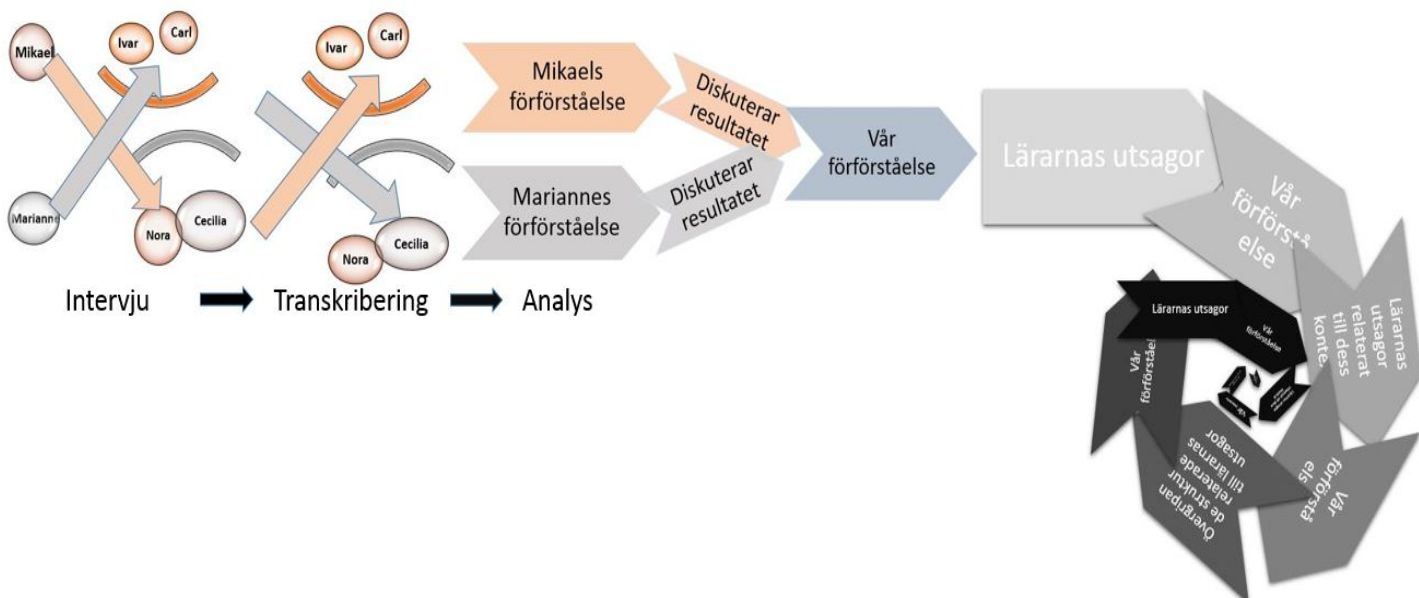 Mikael
Ivar
Carl
Marianne
Nora
Cecilia
Ivar
Carl
Nora
Cecilia
Intervju
Transkribering
Analys
Mikaels
förförståelse
Diskuterar
resultatet
Mariannes
förförståelse
Diskuterar
resultatet
Vår
förförståelse
Lärarnas utsagor
Vår
förförstå
else
Lärarnas
utsagor
relaterat
till dess
konte
Vår
förförstå
els
Övergripan
de struktur
relaterade
till lärarnas
utsagor
Vår
förförståel
Lärarnas utsagor
Vår
förförståelse